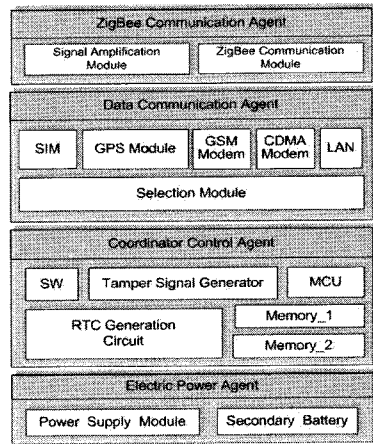 ZigBee Communication Agent
Signal Amplification
Module
ZigBee Communication
Module
Data Communication Agent
SIM
GPS Module
GSM
Modem
CDMA
Modem
LAN
Selection Module
Coordinator Control Agent
SW
Tamper Signal Generator
MCU
RTC Generation
Circuit
Memory_1
Memory_2
Electric Power Agent
Power Supply Module
Secondary Battery